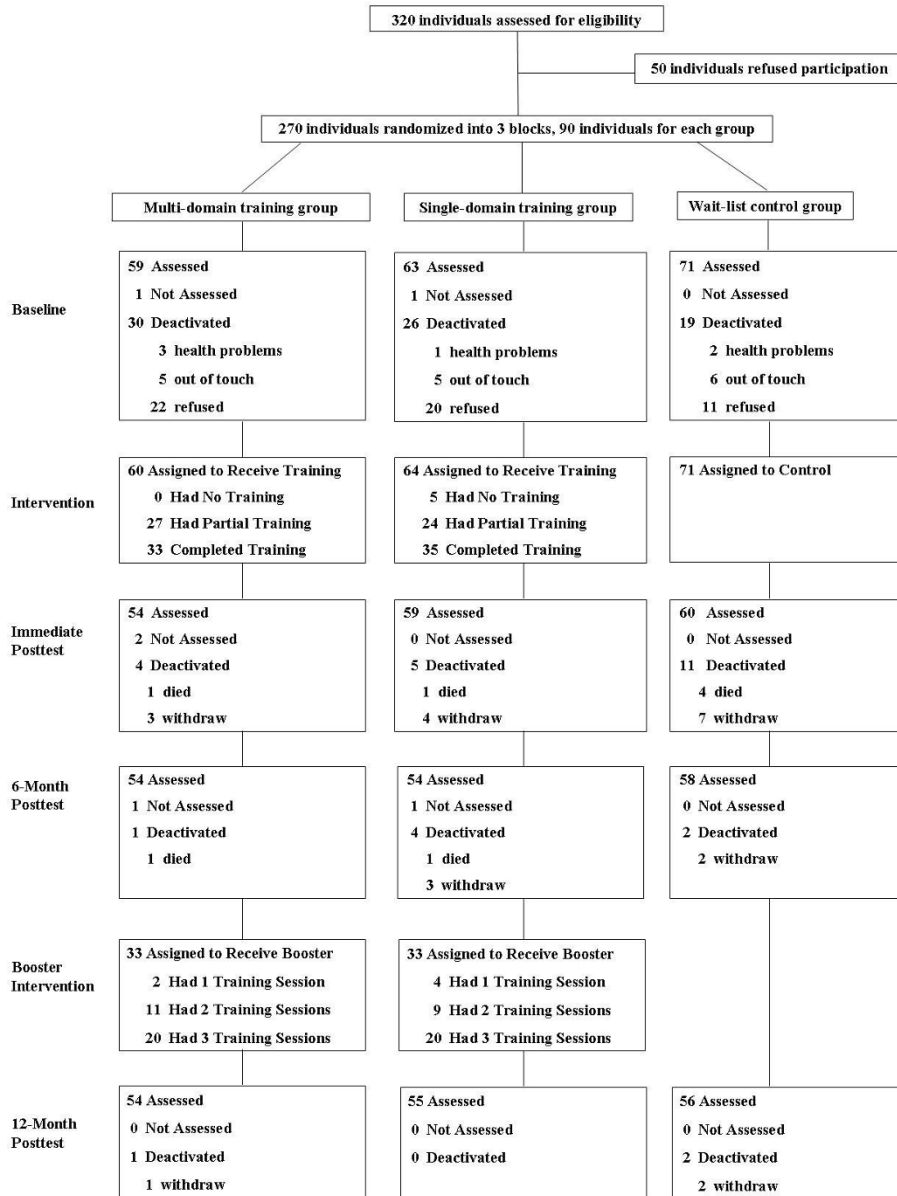 320 individuals assessed for eligibility
50 individuals refused participation
270 individuals randomized into 3 blocks, 90 individuals for each group
Multi-domain training group
Single-domain training group
Wait-list control group
Baseline
59 Assessed
1 Not Assessed
30 Deactivated
3 health problems
5 out of touch
22 refused
63 Assessed
1 Not Assessed
26 Deactivated
1 health problems
5 out of touch
20 refused
71 Assessed
0 Not Assessed
19 Deactivated
2 health problems
6 out of touch
11 refused
Intervention
60 Assigned to Receive Training
0 Had No Training
27 Had Partial Training
33 Completed Training
64 Assigned to Receive Training
5 Had No Training
24 Had Partial Training
35 Completed Training
71 Assigned to Control
Immediate
Posttest
54 Assessed
2 Not Assessed
4 Deactivated
1 died
3 withdraw
59 Assessed
0 Not Assessed
5 Deactivated
1 died
4 withdraw
60 Assessed
0 Not Assessed
11 Deactivated
4 died
7 withdraw
6-Month
Posttest
54 Assessed
1 Not Assessed
1 Deactivated
1 died
54 Assessed
1 Not Assessed
4 Deactivated
1 died
3 withdraw
58 Assessed
0 Not Assessed
2 Deactivated
2 withdraw
Booster
Intervention
33 Assigned to Receive Booster
2 Had 1 Training Session
11 Had 2 Training Sessions
20 Had 3 Training Sessions
33 Assigned to Receive Booster
4 Had 1 Training Session
9 Had 2 Training Sessions
20 Had 3 Training Sessions
12-Month
Posttest
54 Assessed
0 Not Assessed
1 Deactivated
1 withdraw
55 Assessed
0 Not Assessed
0 Deactivated
56 Assessed
0 Not Assessed
2 Deactivated
2 withdraw